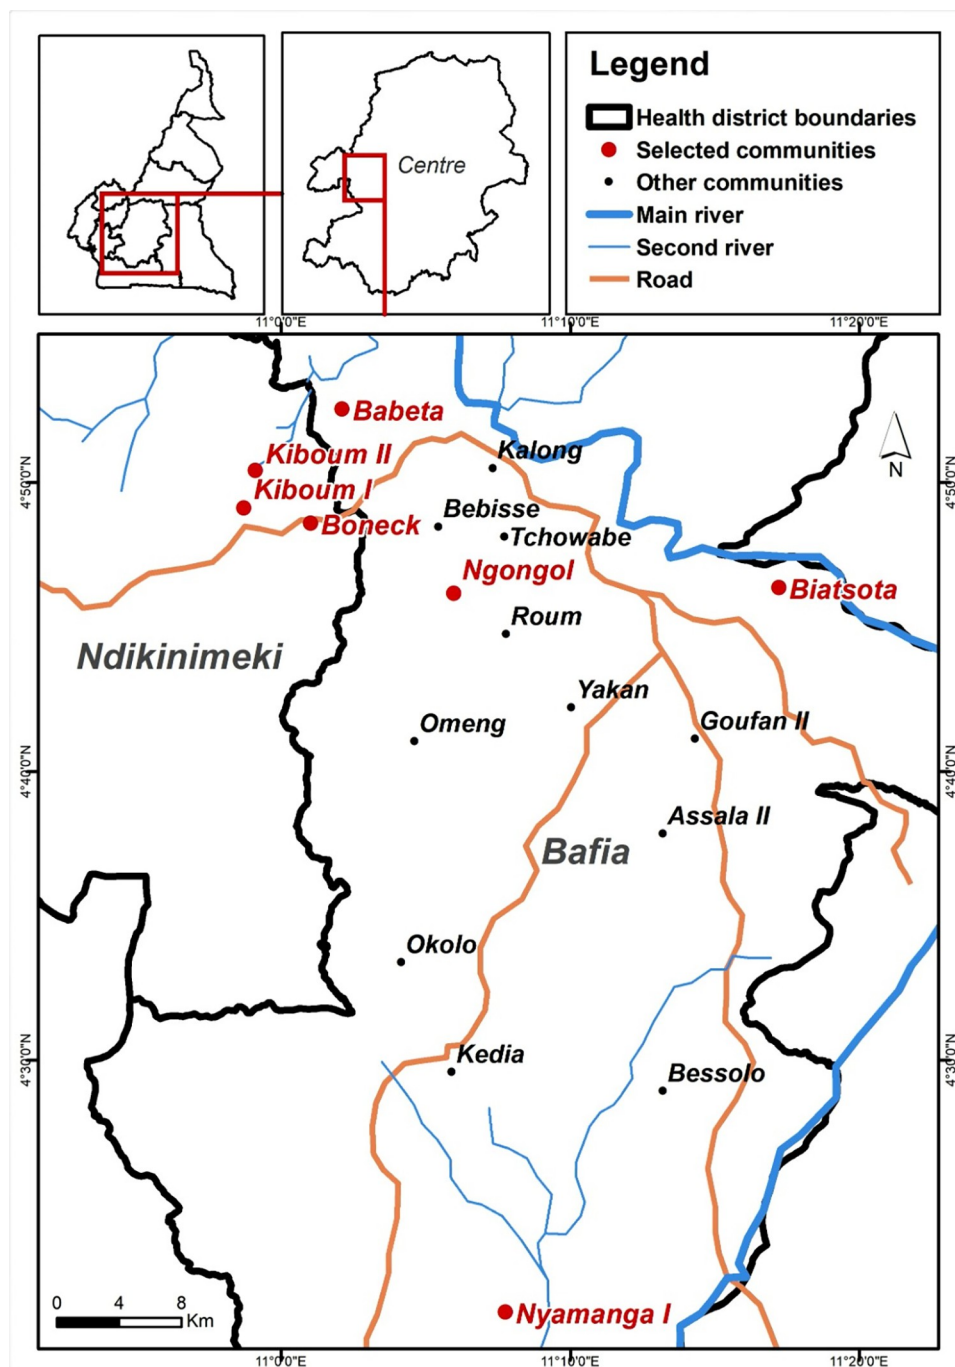 Centre
Legend
Health district boundaries
Selected communities
Other communities
Main river
Second river
Road
11°0'0"E
11°10'0"E
11°20'0"E
Babeta
Kiboum II
Kalong
N
4°50'0"N
4°50'0"N
Kiboum I
Bebisse
Boneck
Tchowabe
Ngongol
Biatsota
Roum
Ndikinimeki
Yakan
Omeng
Goufan II
4°40'0"N
4°40'0"N
Assala II
Bafia
Okolo
4°30'0"N
4°30'0"N
Kedia
Bessolo
0 4 8
Km
Nyamanga I
11°0'0"E
11°10'0"E
11°20'0"E